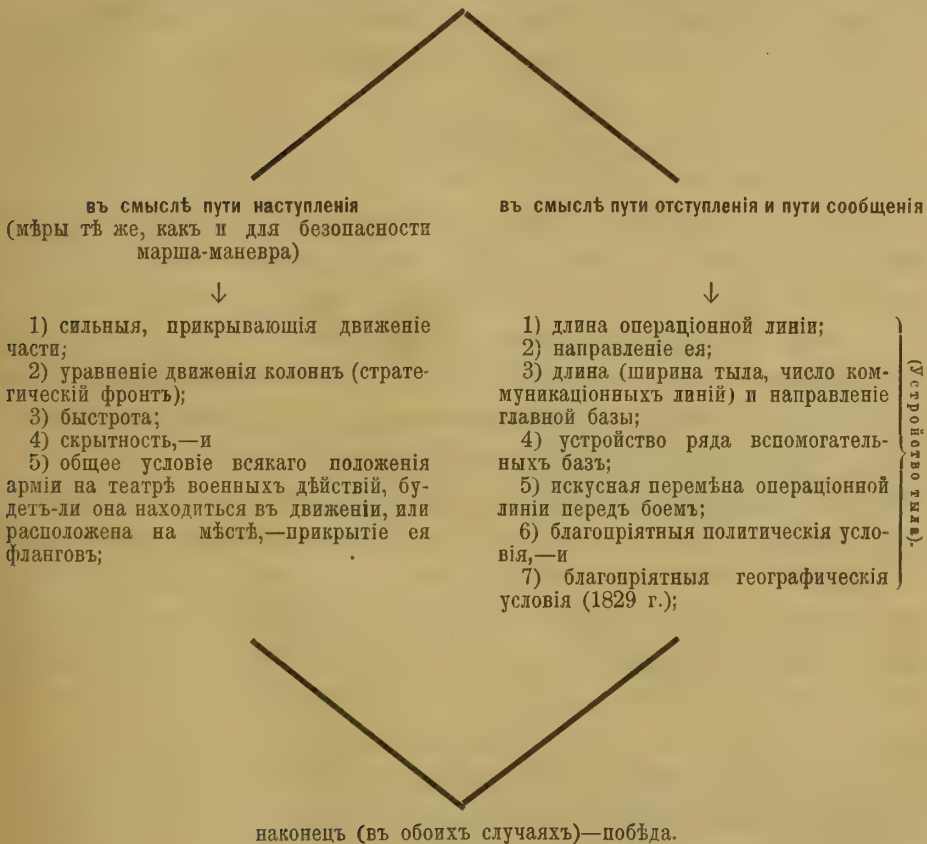 въ смыслѣ пути наступленія
(мѣры тѣ же, какъ и для безопасности
марша-маневра)
↓
1) сильныя, прикрывающія движеніе
части;
2) уравненіе движенія колоннъ (страте-
гическій фронтъ);
3) быстрота;
4) скрытность,—и
5) общее условіе всякаго положенія
арміи на театрѣ военныхъ дѣйствій, бу-
детъ-ли она находиться въ движеніи, или
расположена на мѣстѣ,—прикрытіе ея
фланговъ;
въ смыслѣ пути отступленія и пути сообщенія
↓
1) длина операціонной линіи;
2) направленіе ея;
3) длина (ширина тыла, число ком-
муникаціонныхъ линій) и направленіе
главной базы;
4) устройство ряда вспомогатель-
ныхъ базъ;
5) искусная перемѣна операціонной
линіи передъ боемъ;
6) благопріятныя политическія усло-
вія,—и
7) благопріятныя географическія
условія (1829 г.);
(Устройство тыла).
наконецъ (въ обоихъ случаяхъ)—побѣда.